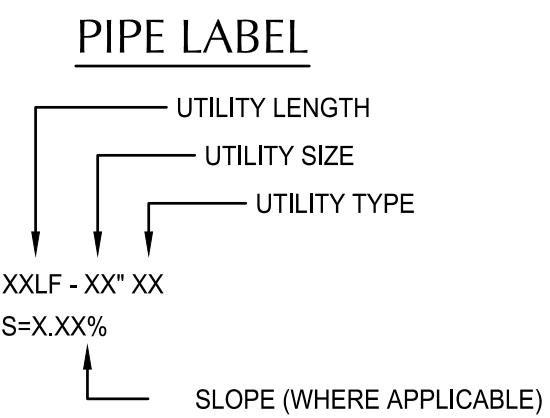 PIPE LABEL
UTILITY LENGTH
UTILITY SIZE
UTILITY TYPE
XXLF - XX" XX
S=X.XX%
SLOPE (WHERE APPLICABLE)